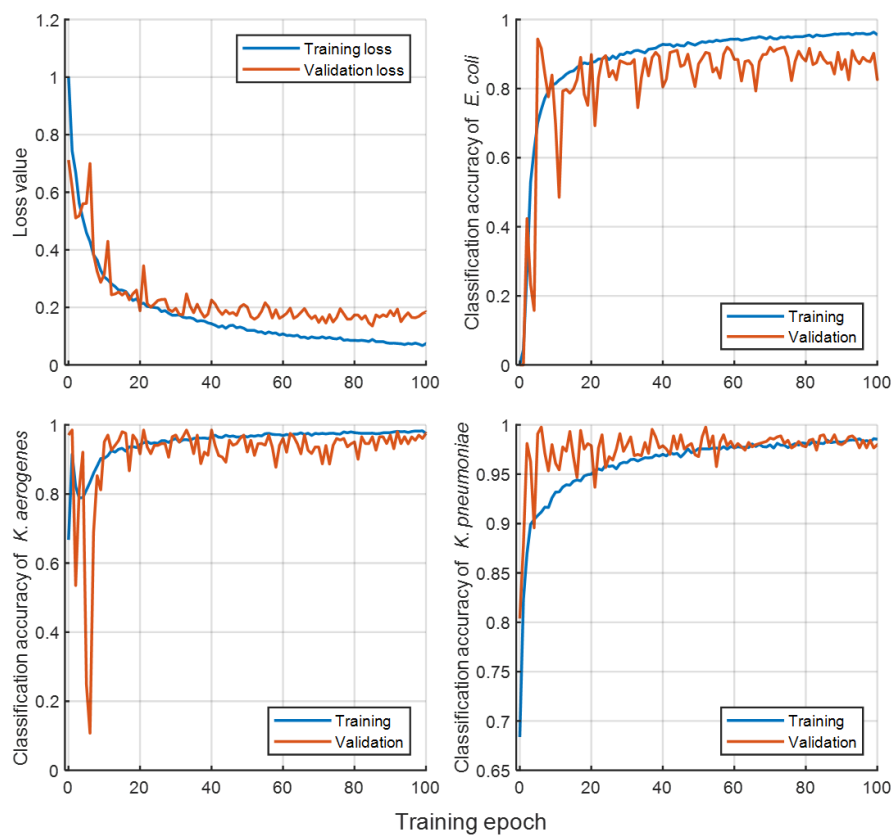 1.2
1
0.8
0.6
0.4
0.2
0
0 20 40 60 80 100
Loss value
Training loss
Validation loss
1
0.8
0.6
0.4
0.2
0
0 20 40 60 80 100
Classification accuracy of E. coli
Training
Validation
1
0.8
0.6
0.4
0.2
0
0 20 40 60 80 100
Classification accuracy of K. aerogenes
Training
Validation
1
0.95
0.9
0.85
0.8
0.75
0.7
0.65
0 20 40 60 80 100
Classification accuracy of K. pneumoniae
Training
Validation
Training epoch